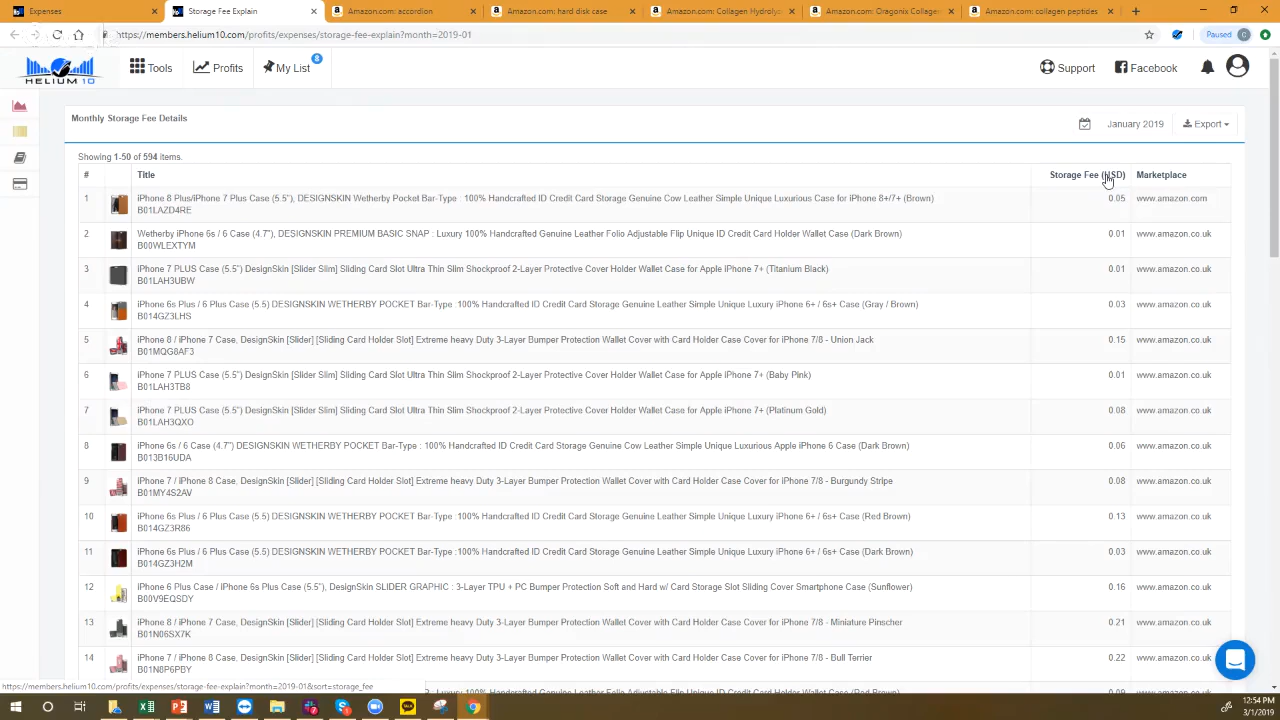 Expenses
Storage Fee Explain
Amazon.com: accordion
Amazon.com: hard disk case
Amazon.com: Collagen Hydrolys
Amazon.com: Oragonix Collagen
Amazon.com: collagen peptides
https://members.helium10.com/profits/expenses/storage-fee-explain?month=2019-01
Paused
HELIUM 10
Tools
Profits
My List
8
Support
Facebook
Monthly Storage Fee Details
January 2019
Export
Showing 1-50 of 594 items.
# Title Storage Fee (USD) Marketplace
1 iPhone 8 Plus/iPhone 7 Plus Case (5.5"), DESIGNSKIN Wetherby Pocket Bar-Type : 100% Handcrafted ID Credit Card Storage Genuine Cow Leather Simple Unique Luxurious Case for iPhone 8+/7+ (Brown) 0.05 www.amazon.com
B01LAZD4RE
2 Wetherby iPhone 6s / 6 Case (4.7"), DESIGNSKIN PREMIUM BASIC SNAP : Luxury 100% Handcrafted Genuine Leather Folio Adjustable Flip Unique ID Credit Card Holder Wallet Case (Dark Brown) 0.01 www.amazon.co.uk
B00WLEXTYM
3 iPhone 7 PLUS Case (5.5") DesignSkin [Slider Slim] Sliding Card Slot Ultra Thin Slim Shockproof 2-Layer Protective Cover Holder Wallet Case for Apple iPhone 7+ (Titanium Black) 0.01 www.amazon.co.uk
B01LAH3UBW
4 iPhone 6s Plus / 6 Plus Case (5.5) DESIGNSKIN WETHERBY POCKET Bar-Type :100% Handcrafted ID Credit Card Storage Genuine Leather Simple Unique Luxury iPhone 6+ / 6s+ Case (Gray / Brown) 0.03 www.amazon.co.uk
B014GZ3LHS
5 iPhone 8 / iPhone 7 Case, DesignSkin [Slider] [Sliding Card Holder Slot] Extreme heavy Duty 3-Layer Bumper Protection Wallet Cover with Card Holder Case Cover for iPhone 7/8 - Union Jack 0.15 www.amazon.co.uk
B01MQG8AF3
6 iPhone 7 PLUS Case (5.5") DesignSkin [Slider Slim] Sliding Card Slot Ultra Thin Slim Shockproof 2-Layer Protective Cover Holder Wallet Case for Apple iPhone 7+ (Baby Pink) 0.01 www.amazon.co.uk
B01LAH3TB8
7 iPhone 7 PLUS Case (5.5") DesignSkin [Slider Slim] Sliding Card Slot Ultra Thin Slim Shockproof 2-Layer Protective Cover Holder Wallet Case for Apple iPhone 7+ (Platinum Gold) 0.08 www.amazon.co.uk
B01LAH3QXO
8 iPhone 6s / 6 Case (4.7") DESIGNSKIN WETHERBY POCKET Bar-Type : 100% Handcrafted ID Credit Card Storage Genuine Cow Leather Simple Unique Luxurious Apple iPhone 6 Case (Dark Brown) 0.06 www.amazon.co.uk
B013B16UDA
9 iPhone 7 / iPhone 8 Case, DesignSkin [Slider] [Sliding Card Holder Slot] Extreme heavy Duty 3-Layer Bumper Protection Wallet Cover with Card Holder Case Cover for iPhone 7/8 - Burgundy Stripe 0.08 www.amazon.co.uk
B01MY4S2AV
10 iPhone 6s Plus / 6 Plus Case (5.5) DESIGNSKIN WETHERBY POCKET Bar-Type :100% Handcrafted ID Credit Card Storage Genuine Leather Simple Unique Luxury iPhone 6+ / 6s+ Case (Red Brown) 0.13 www.amazon.co.uk
B014GZ3R86
11 iPhone 6s Plus / 6 Plus Case (5.5) DESIGNSKIN WETHERBY POCKET Bar-Type :100% Handcrafted ID Credit Card Storage Genuine Leather Simple Unique Luxury iPhone 6+ / 6s+ Case (Dark Brown) 0.03 www.amazon.co.uk
B014GZ3H2M
12 iPhone 6 Plus Case / iPhone 6s Plus Case (5.5"), DesignSkin SLIDER GRAPHIC : 3-Layer TPU + PC Bumper Protection Soft and Hard w/ Card Storage Slot Sliding Cover Smartphone Case (Sunflower) 0.16 www.amazon.co.uk
B00V9EQSDY
13 iPhone 8 / iPhone 7 Case, DesignSkin [Slider] [Sliding Card Holder Slot] Extreme heavy Duty 3-Layer Bumper Protection Wallet Cover with Card Holder Case Cover for iPhone 7/8 - Miniature Pinscher 0.21 www.amazon.co.uk
B01N06SX7K
14 iPhone 7 / iPhone 8 Case, DesignSkin [Slider] [Sliding Card Holder Slot] Extreme heavy Duty 3-Layer Bumper Protection Wallet Cover with Card Holder Case Cover for iPhone 7/8 - Bull Terrier 0.22 www.amazon.co.uk
B01N8P6PBY
https://members.helium10.com/profits/expenses/storage-fee-explain?month=2019-01&sort=storage_fee
12:54 PM
3/1/2019